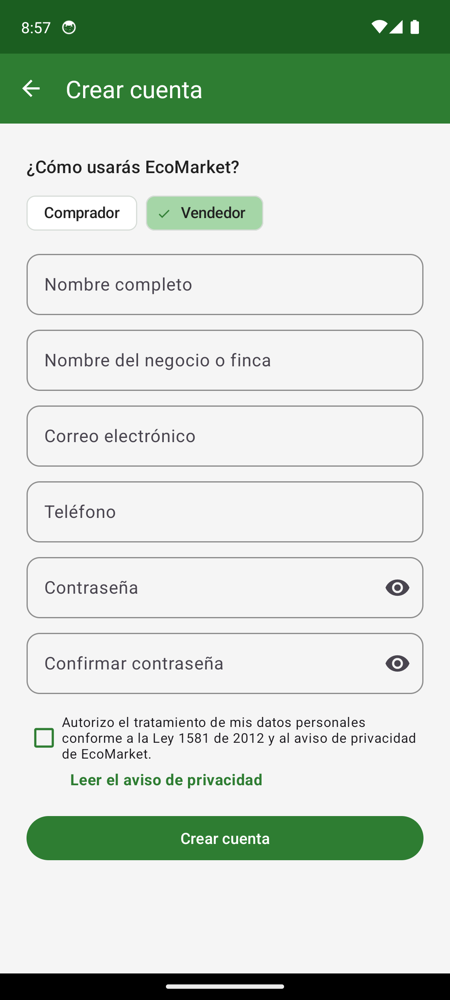 8:57
Crear cuenta
¿Cómo usarás EcoMarket?
Comprador
Vendedor
Nombre completo
Nombre del negocio o finca
Correo electrónico
Teléfono
Contraseña
Confirmar contraseña
Autorizo el tratamiento de mis datos personales
conforme a la Ley 1581 de 2012 y al aviso de privacidad
de EcoMarket.
Leer el aviso de privacidad
Crear cuenta